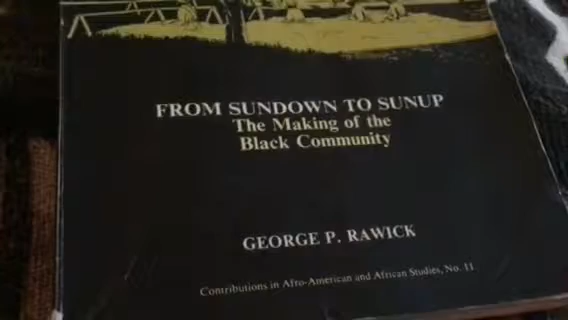 FROM SUNDOWN TO SUNUP
The Making of the
Black Community
GEORGE P. RAWICK
Contributions in Afro-American and African Studies, No. 11